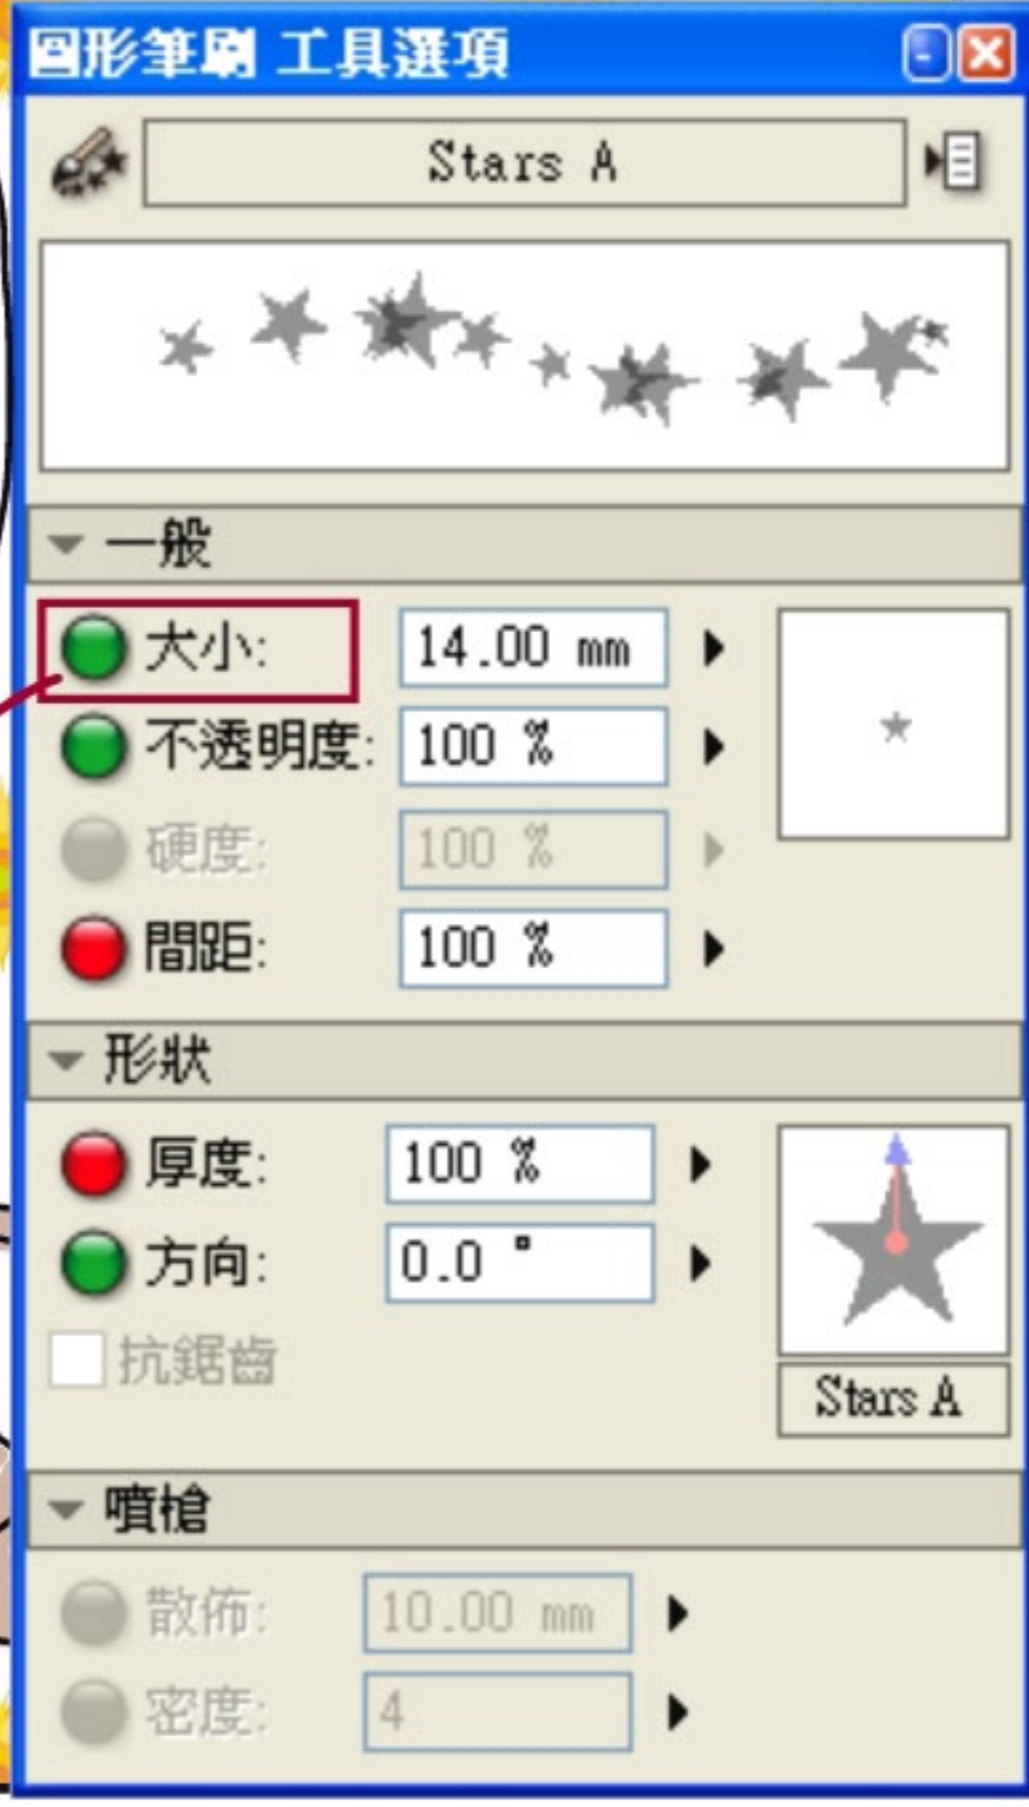 圖形筆刷 工具選項
Stars A
一般
大小: 14.00 mm
不透明度: 100 %
硬度: 100 %
間距: 100 %
形狀
厚度: 100 %
方向: 0.0 °
抗鋸齒
Stars A
噴槍
散佈: 10.00 mm
密度: 4